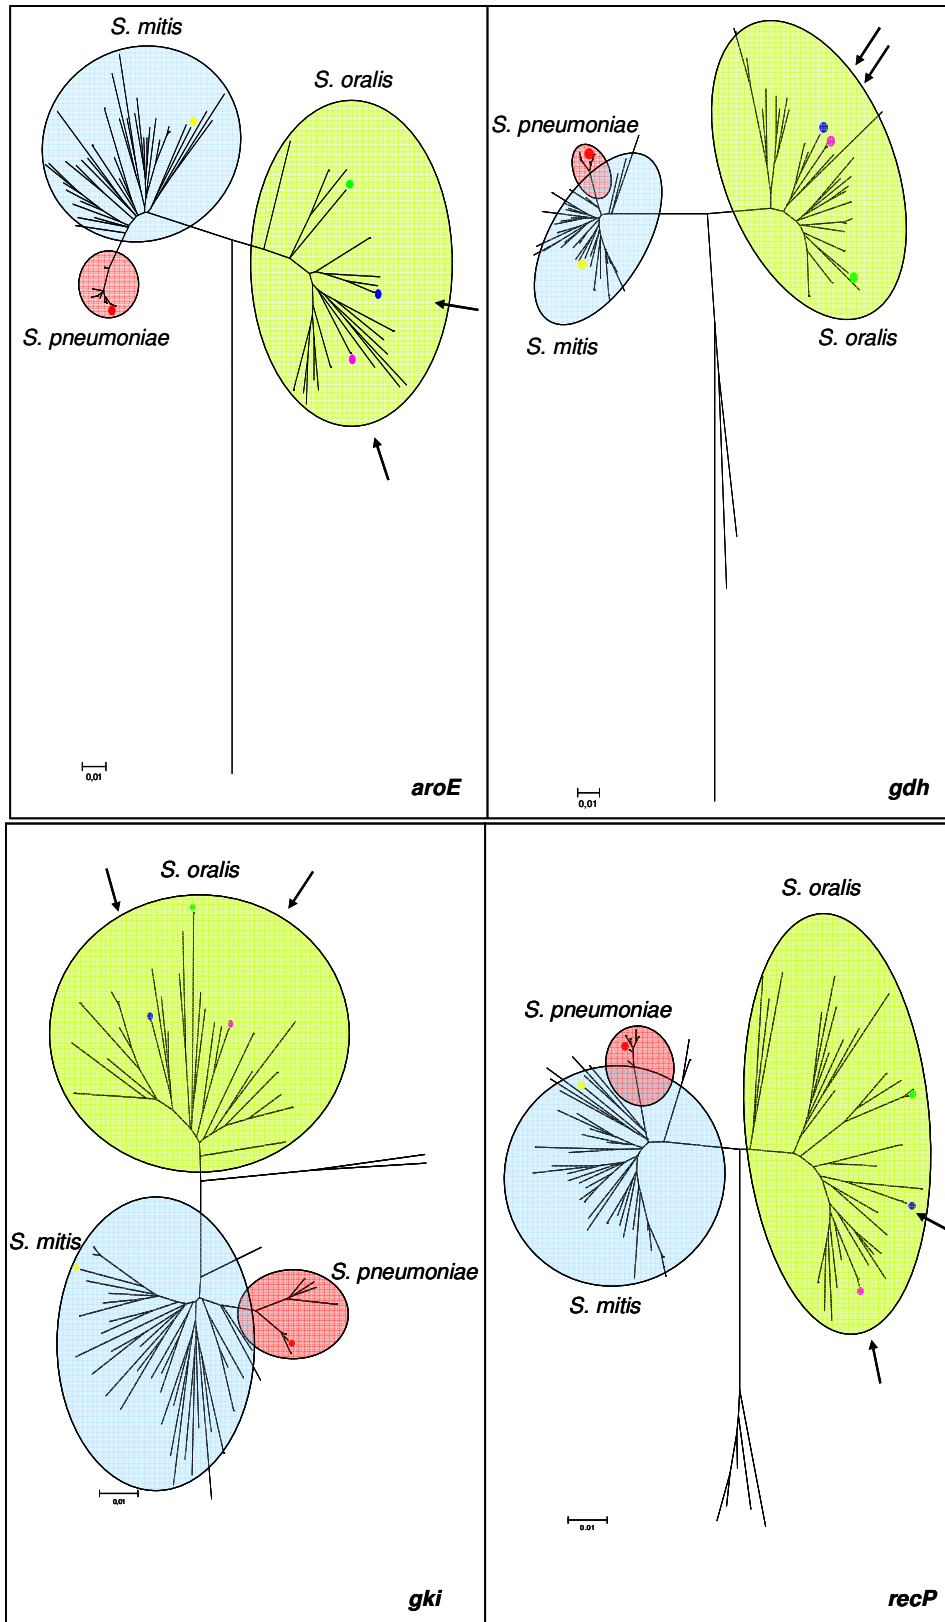 S. mitis
S. oralis
S. pneumoniae
0,01
aroE
S. pneumoniae
S. mitis
S. oralis
0,01
gdh
S. oralis
S. mitis
S. pneumoniae
0,01
gki
S. oralis
S. pneumoniae
S. mitis
0.01
recP